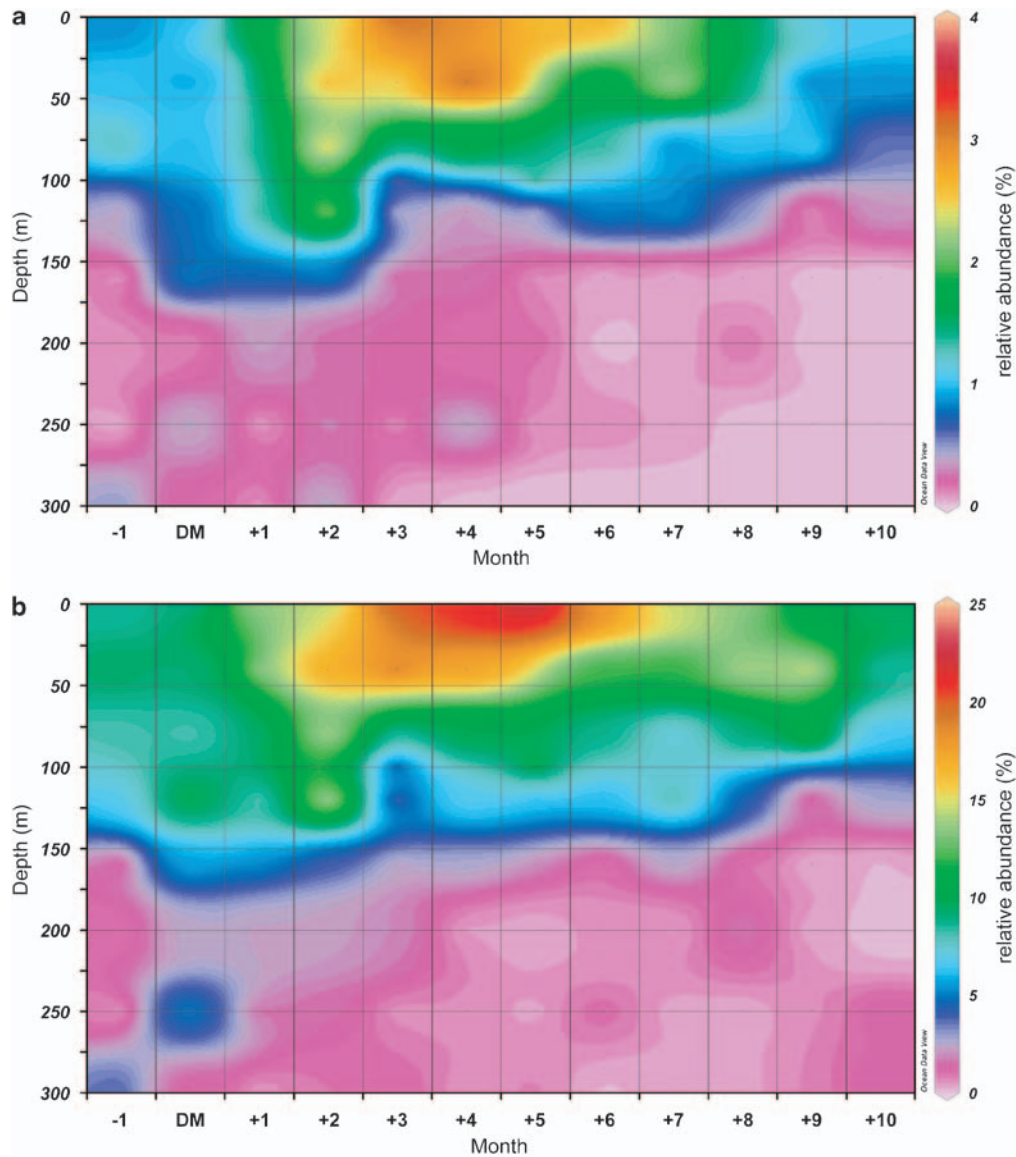 a
0
50
100
150
200
250
300
Depth (m)
-1 DM +1 +2 +3 +4 +5 +6 +7 +8 +9 +10
Month
4
3
2
1
0
relative abundance (%)
Ocean Data View
b
0
50
100
150
200
250
300
Depth (m)
-1 DM +1 +2 +3 +4 +5 +6 +7 +8 +9 +10
Month
25
20
15
10
5
0
relative abundance (%)
Ocean Data View